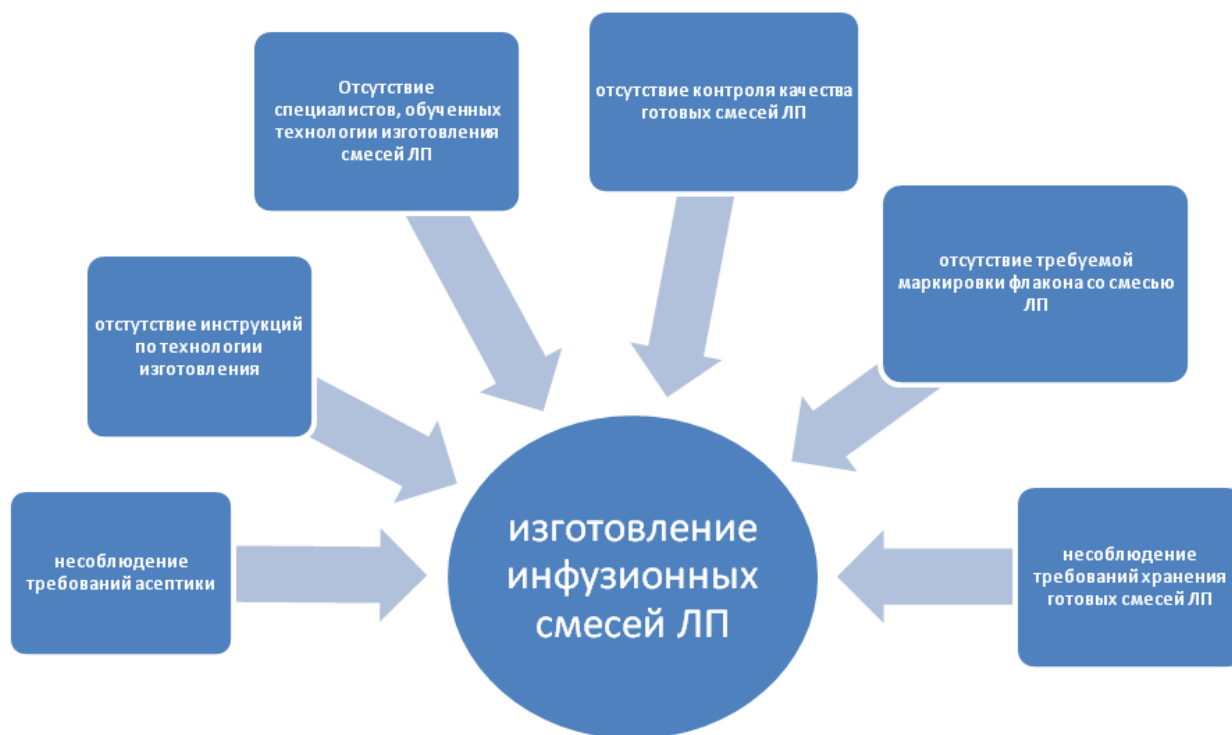 Отсутствие
специалистов, обученных
технологии изготовления
смесей ЛП
отсутствие контроля качества
готовых смесей ЛП
отсутствие требуемой
маркировки флакона со смесью
ЛП
отстутствие инструкций
по технологии
изготовления
несоблюдение
требований асептики
изготовление
инфузионных
смесей ЛП
несоблюдение
требований хранения
готовых смесей ЛП